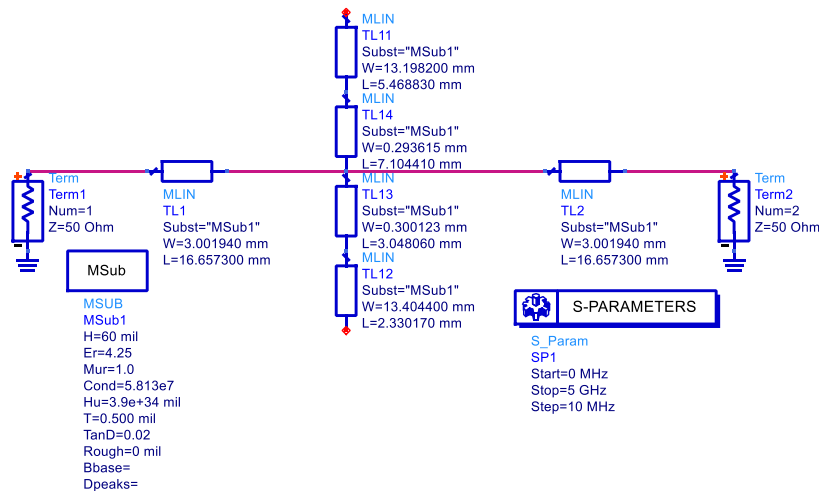 MLIN
TL11
Subst="MSub1"
W=13.198200 mm
L=5.468830 mm
MLIN
TL14
Subst="MSub1"
W=0.293615 mm
L=7.104410 mm
Term
Term1
Num=1
Z=50 Ohm
MLIN
TL1
Subst="MSub1"
W=3.001940 mm
L=16.657300 mm
MLIN
TL13
Subst="MSub1"
W=0.300123 mm
L=3.048060 mm
MLIN
TL2
Subst="MSub1"
W=3.001940 mm
L=16.657300 mm
Term
Term2
Num=2
Z=50 Ohm
MLIN
TL12
Subst="MSub1"
W=13.404400 mm
L=2.330170 mm
MSub
MSUB
MSub1
H=60 mil
Er=4.25
Mur=1.0
Cond=5.813e7
Hu=3.9e+34 mil
T=0.500 mil
TanD=0.02
Rough=0 mil
Bbase=
Dpeaks=
S-PARAMETERS
S_Param
SP1
Start=0 MHz
Stop=5 GHz
Step=10 MHz